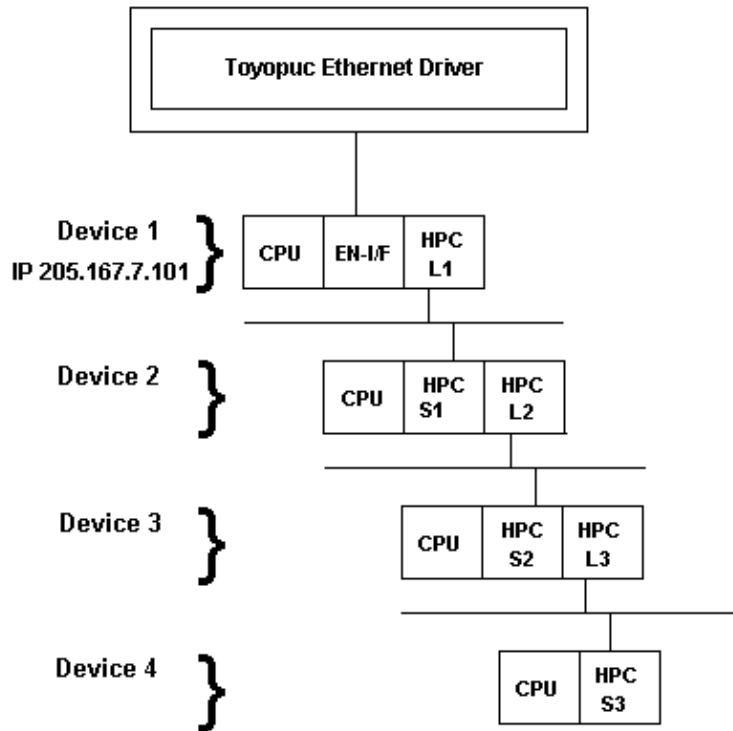 Toyopuc Ethernet Driver
Device 1
IP 205.167.7.101
CPU
EN-I/F
HPC
L1
Device 2
CPU
HPC
S1
HPC
L2
Device 3
CPU
HPC
S2
HPC
L3
Device 4
CPU
HPC
S3